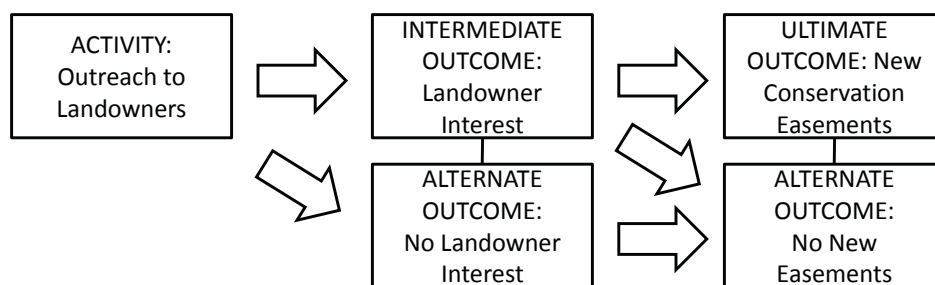 ACTIVITY:
Outreach to
Landowners
INTERMEDIATE
OUTCOME:
Landowner
Interest
ULTIMATE
OUTCOME: New
Conservation
Easements
ALTERNATE
OUTCOME:
No Landowner
Interest
ALTERNATE
OUTCOME:
No New
Easements